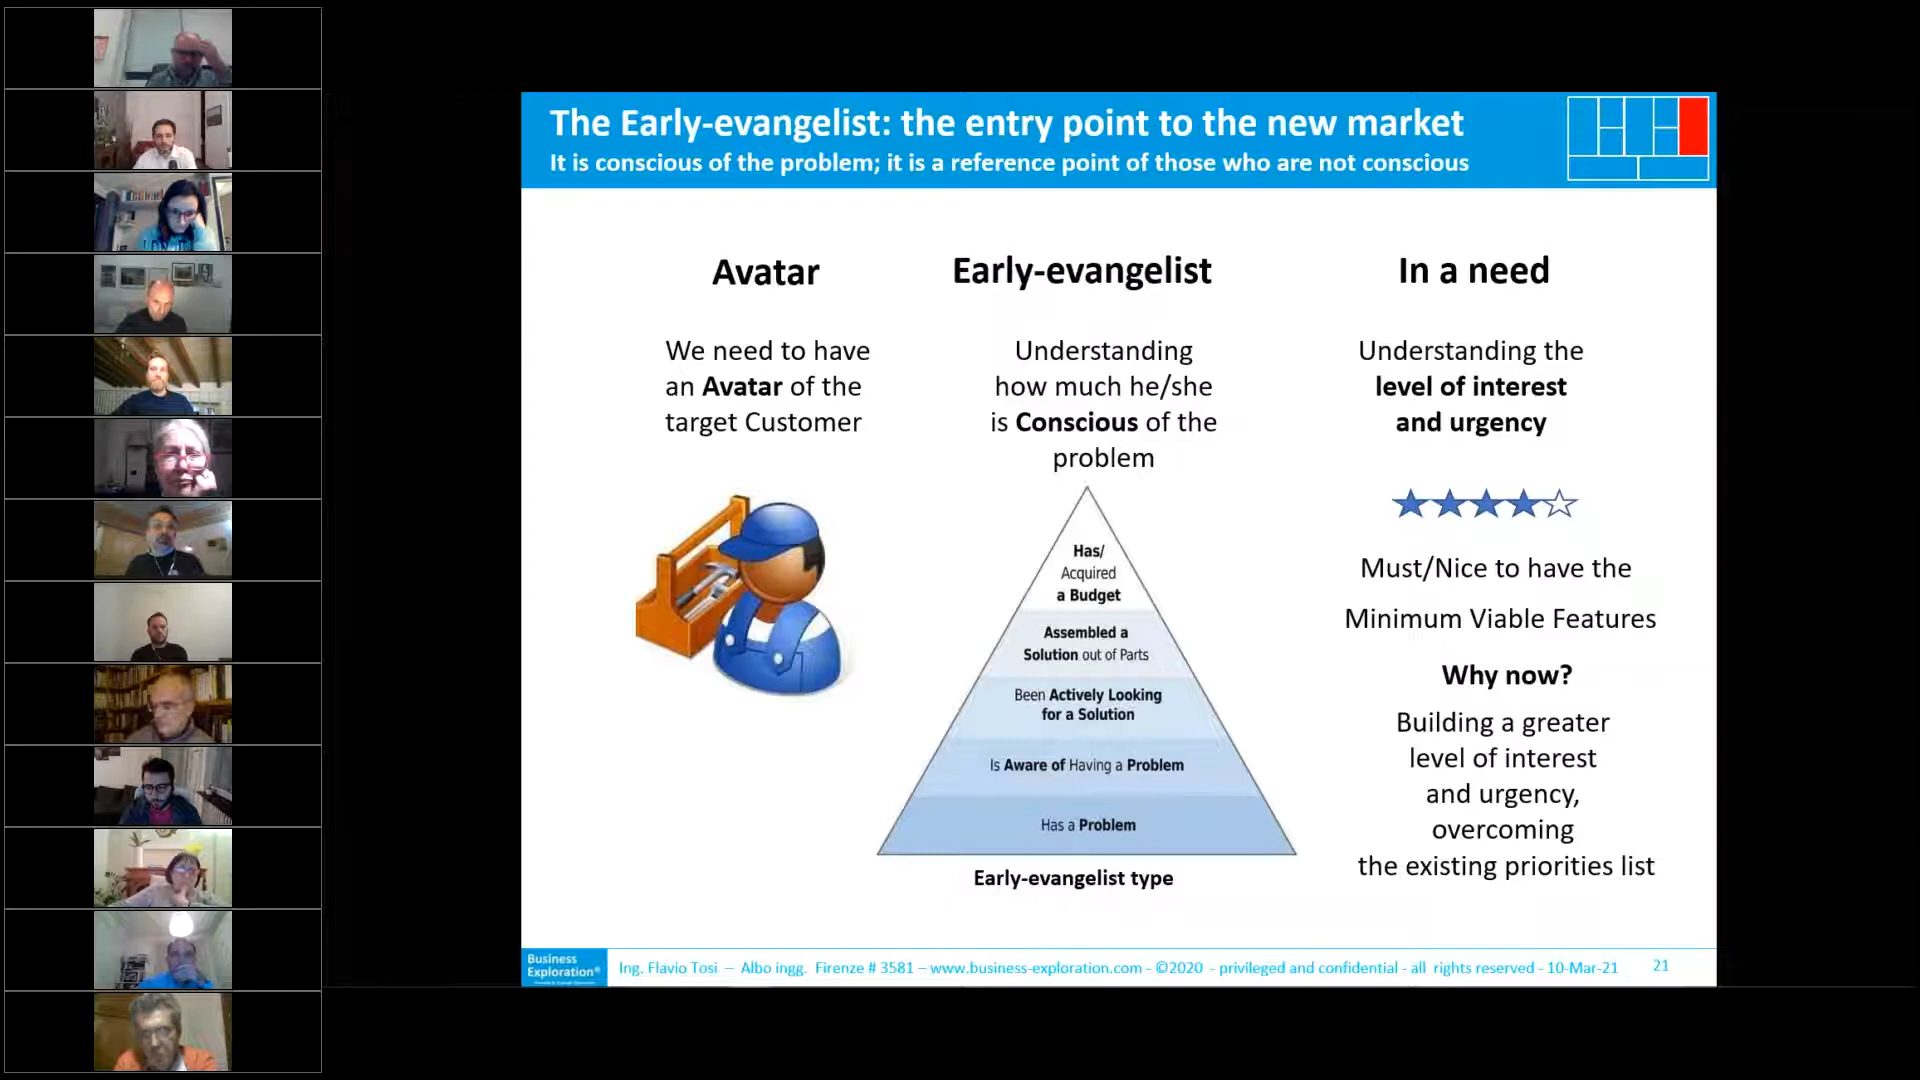 The Early-evangelist: the entry point to the new market
It is conscious of the problem; it is a reference point of those who are not conscious
Avatar
We need to have
an Avatar of the
target Customer
Early-evangelist
Understanding
how much he/she
is Conscious of the
problem
Has/
Acquired
a Budget
Assembled a
Solution out of Parts
Been Actively Looking
for a Solution
Is Aware of Having a Problem
Has a Problem
Early-evangelist type
In a need
Understanding the
level of interest
and urgency
Must/Nice to have the
Minimum Viable Features
Why now?
Building a greater
level of interest
and urgency,
overcoming
the existing priorities list
Business
Exploration®
Ing. Flavio Tosi – Albo ingg. Firenze # 3581 – www.business-exploration.com - ©2020 - privileged and confidential - all rights reserved - 10-Mar-21
21